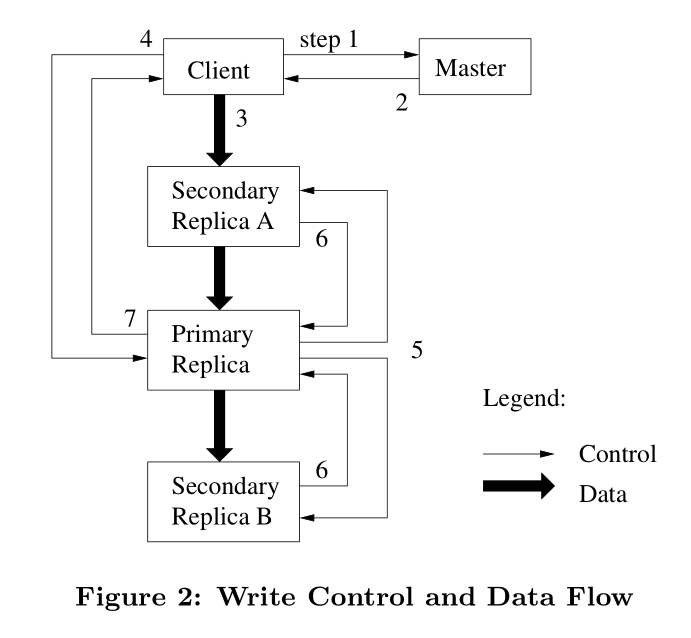 4
step 1
Client
Master
2
3
Secondary
Replica A
6
7
Primary
Replica
5
Legend:
Control
Data
6
Secondary
Replica B
Figure 2: Write Control and Data Flow